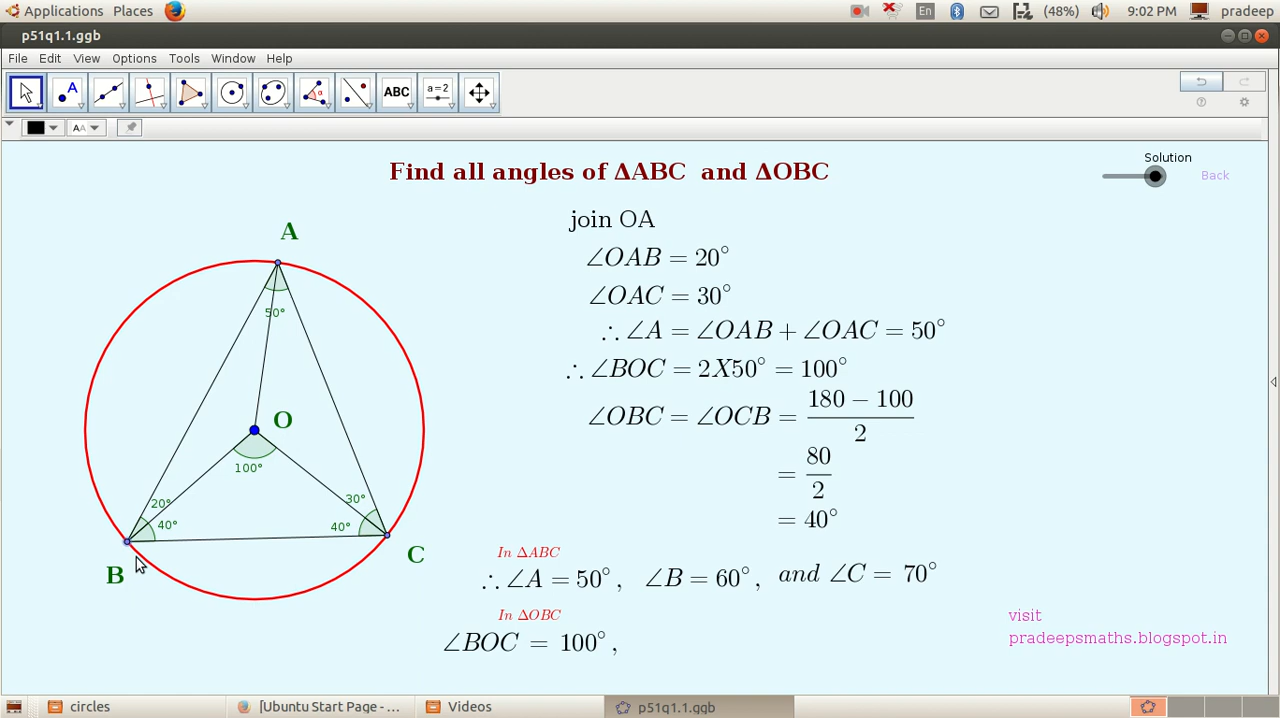 Applications Places En (48%) 9:02 PM pradeep
p51q1.1.ggb
File Edit View Options Tools Window Help
A α ABC a=2
AA
Find all angles of ΔABC and ΔOBC
Solution
Back
join OA
∠OAB = 20°
∠OAC = 30°
∴ ∠A = ∠OAB + ∠OAC = 50°
∴ ∠BOC = 2X50° = 100°
∠OBC = ∠OCB = (180 − 100)/2
= 80/2
= 40°
A
50°
O
100°
20°
30°
40°
40°
B
C
In ΔABC
∴ ∠A = 50°, ∠B = 60°, and ∠C = 70°
In ΔOBC
∠BOC = 100°,
visit
pradeepsmaths.blogspot.in
circles [Ubuntu Start Page - ... Videos p51q1.1.ggb